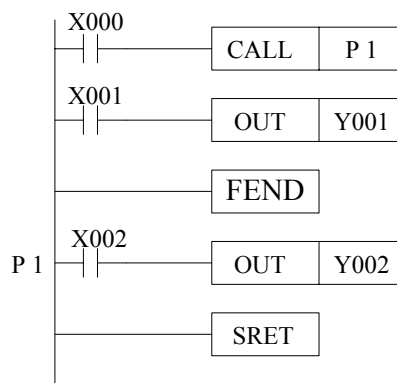 X000
CALL P 1
X001
OUT Y001
FEND
X002
P 1 OUT Y002
SRET